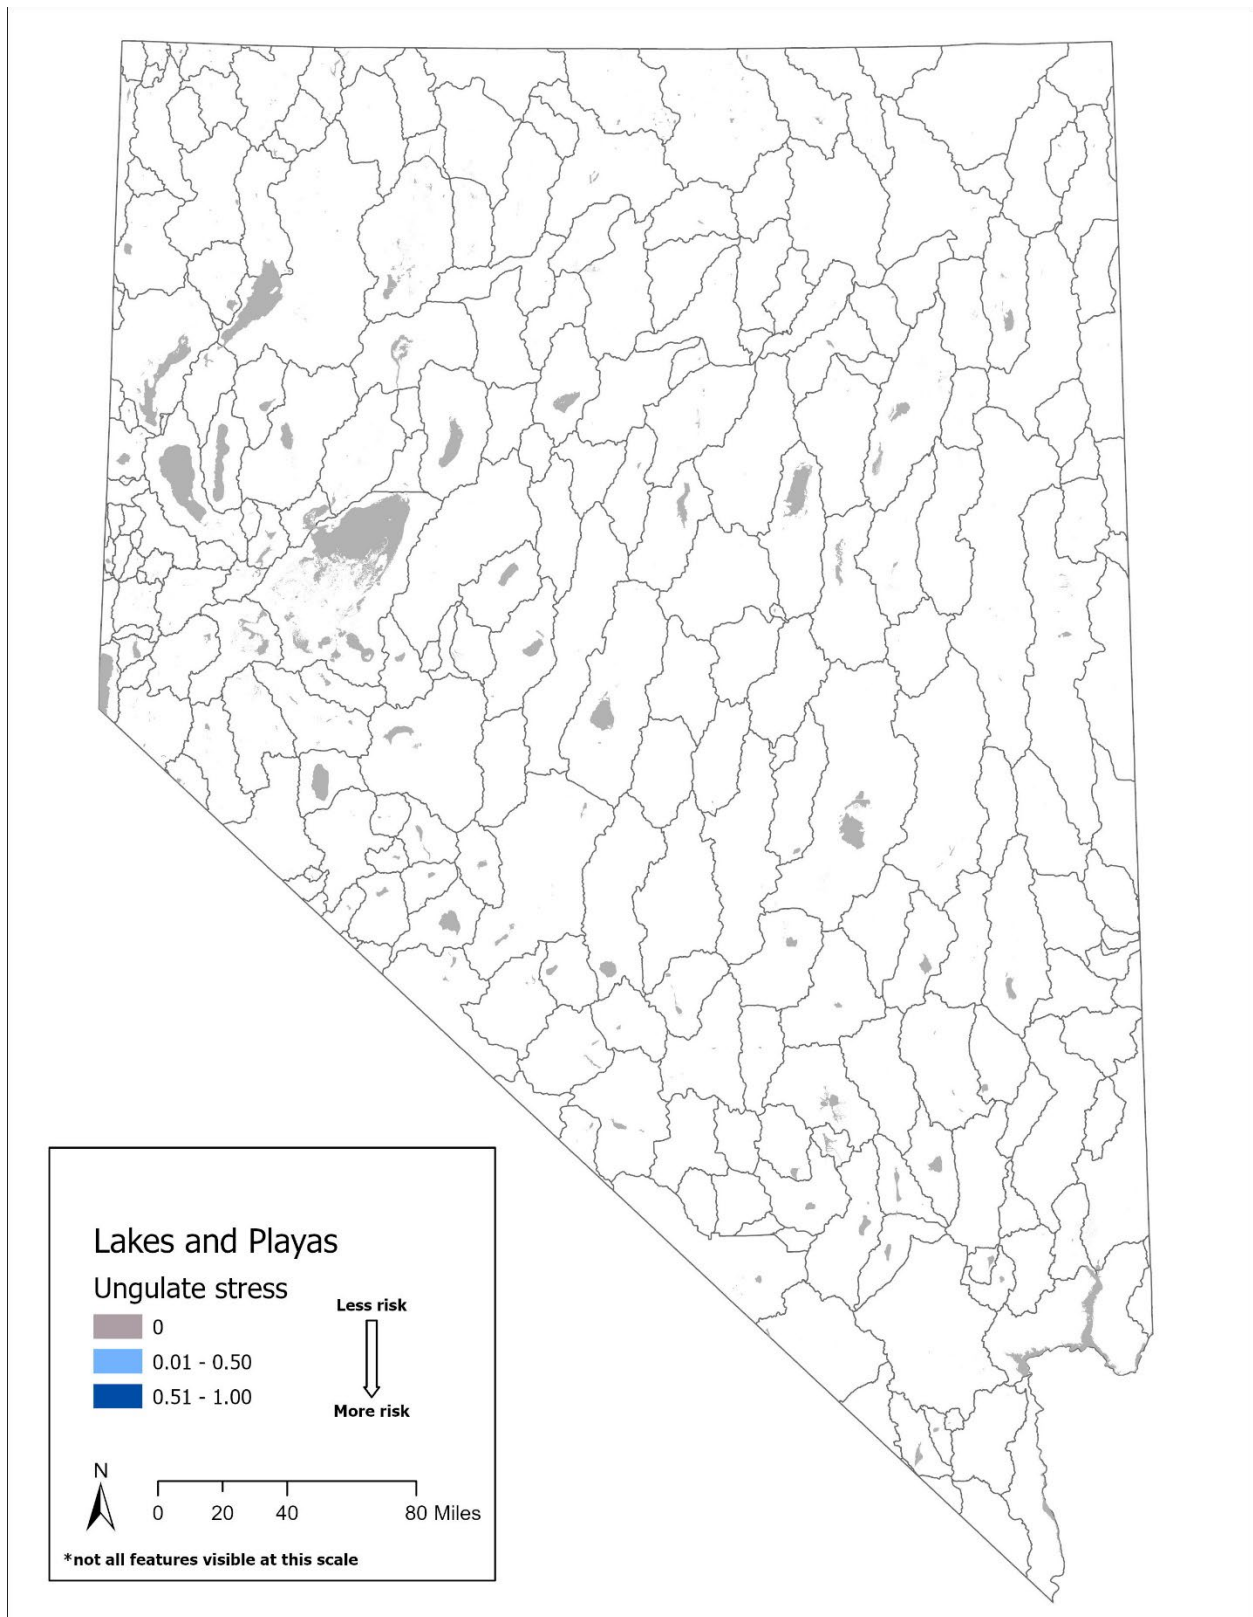 Lakes and Playas
Ungulate stress
0
0.01 - 0.50
0.51 - 1.00
Less risk
More risk
N
0 20 40 80 Miles
*not all features visible at this scale